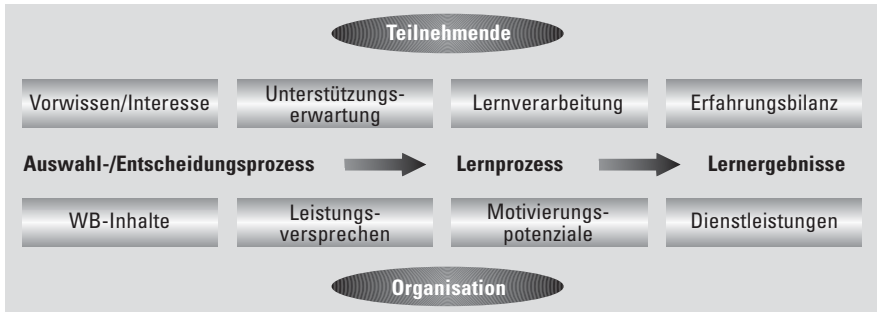 Teilnehmende
Vorwissen/Interesse
Unterstützungs-
erwartung
Lernverarbeitung
Erfahrungsbilanz
Auswahl-/Entscheidungsprozess
Lernprozess
Lernergebnisse
WB-Inhalte
Leistungs-
versprechen
Motivierungs-
potenziale
Dienstleistungen
Organisation